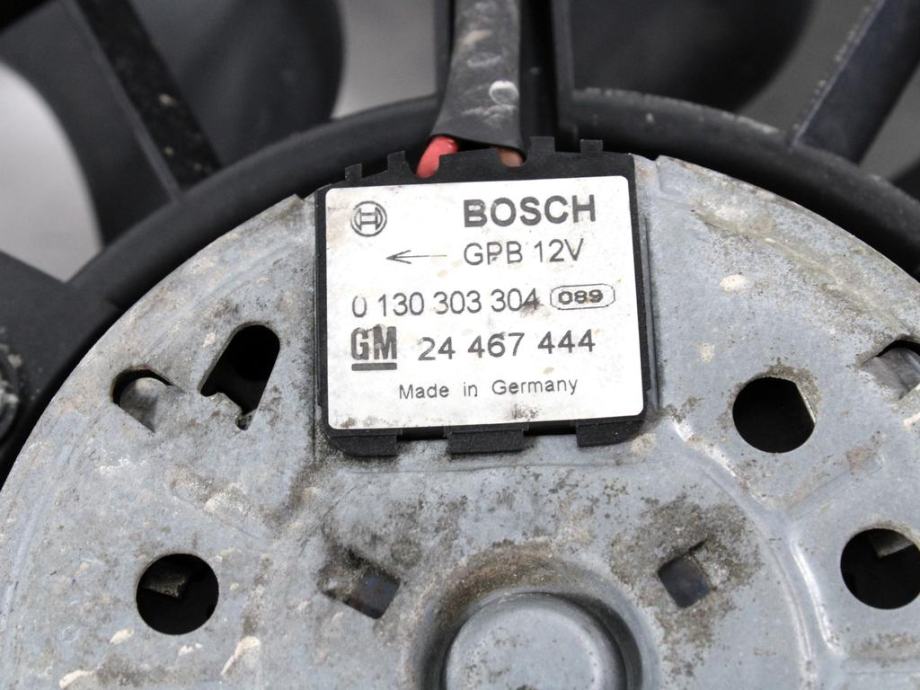 BOSCH
GPB 12V
0 130 303 304 089
GM 24 467 444
Made in Germany